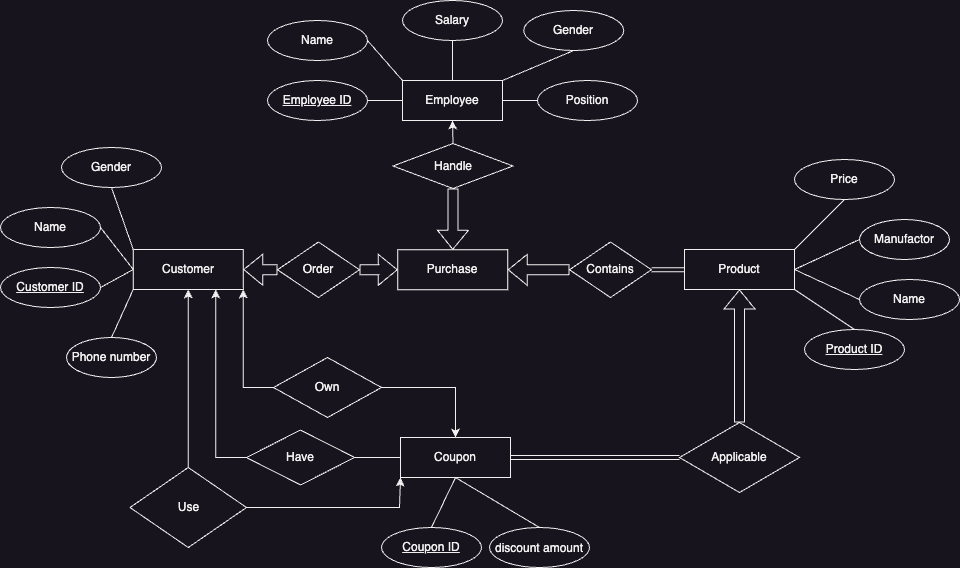 Salary
Name
Gender
Employee ID
Employee
Position
Handle
Gender
Price
Name
Manufactor
Customer
Order
Purchase
Contains
Product
Customer ID
Name
Phone number
Product ID
Own
Have
Coupon
Applicable
Use
Coupon ID
discount amount